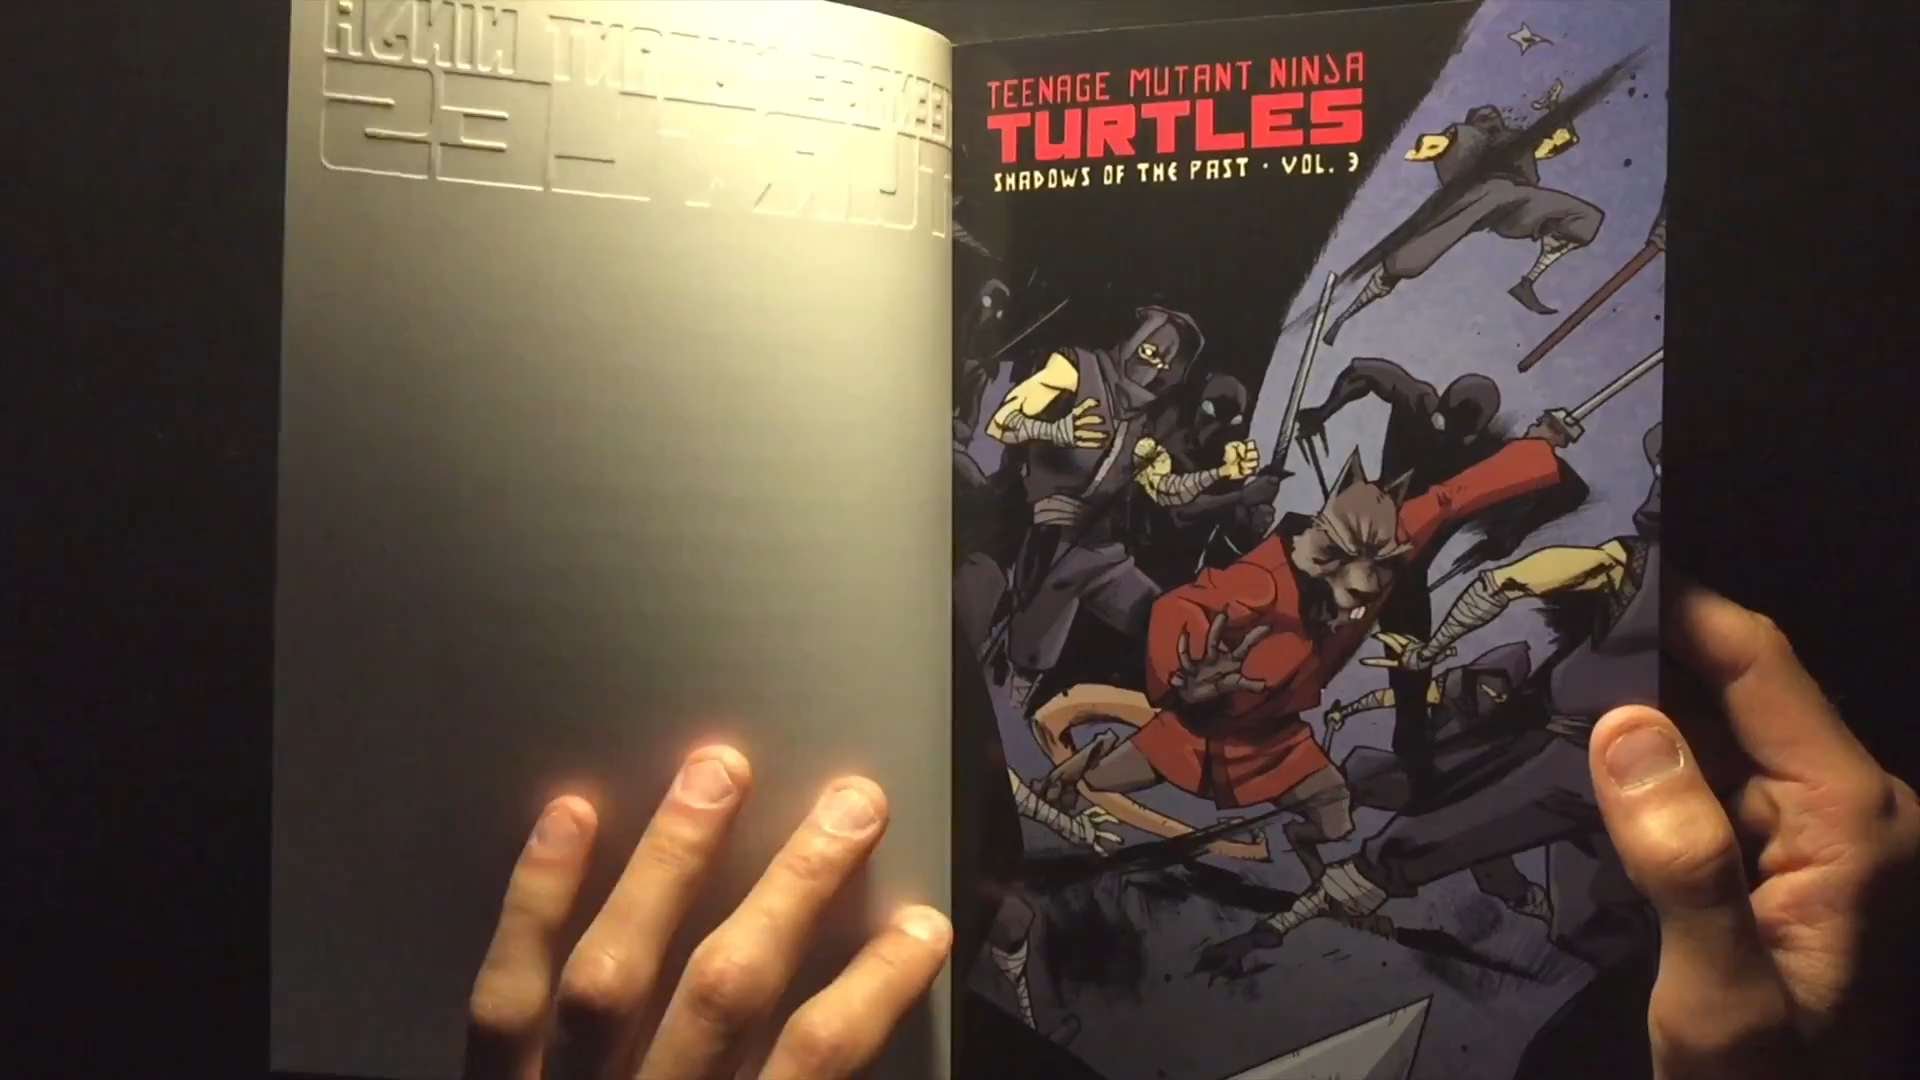 TEENAGE MUTANT NINJA
TURTLES
SHADOWS OF THE PAST · VOL. 3